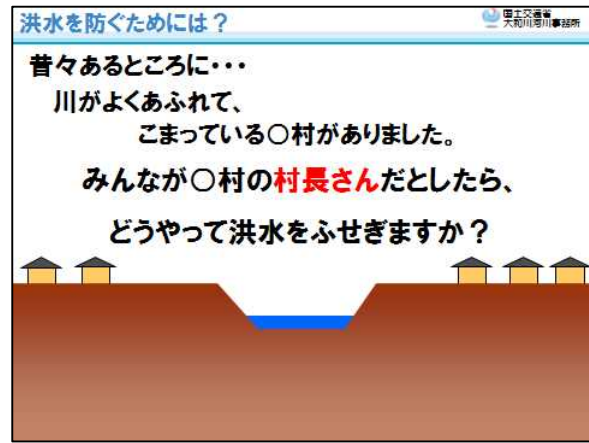 洪水を防ぐためには?
国土交通省
大和川河川事務所
昔々あるところに・・・
川がよくあふれて、
こまっている〇村がありました。
みんなが〇村の村長さんだとしたら、
どうやって洪水をふせぎますか?